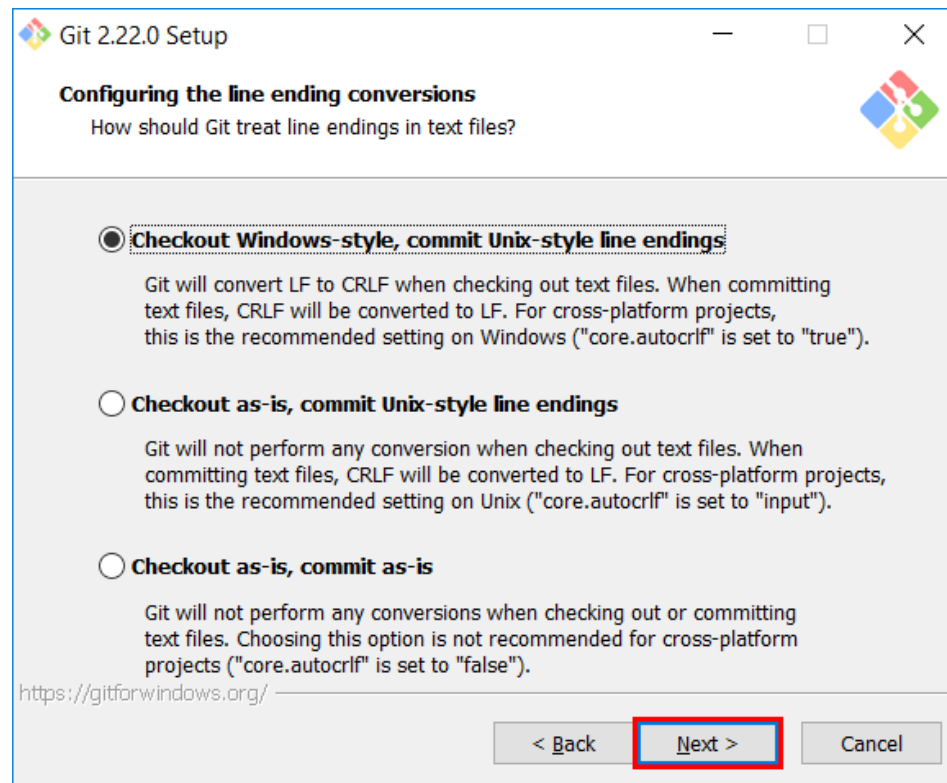 Git 2.22.0 Setup
Configuring the line ending conversions
How should Git treat line endings in text files?
Checkout Windows-style, commit Unix-style line endings
Git will convert LF to CRLF when checking out text files. When committing
text files, CRLF will be converted to LF. For cross-platform projects,
this is the recommended setting on Windows ("core.autocrlf" is set to "true").
Checkout as-is, commit Unix-style line endings
Git will not perform any conversion when checking out text files. When
committing text files, CRLF will be converted to LF. For cross-platform projects,
this is the recommended setting on Unix ("core.autocrlf" is set to "input").
Checkout as-is, commit as-is
Git will not perform any conversions when checking out or committing
text files. Choosing this option is not recommended for cross-platform
projects ("core.autocrlf" is set to "false").
https://gitforwindows.org/
< Back Next > Cancel